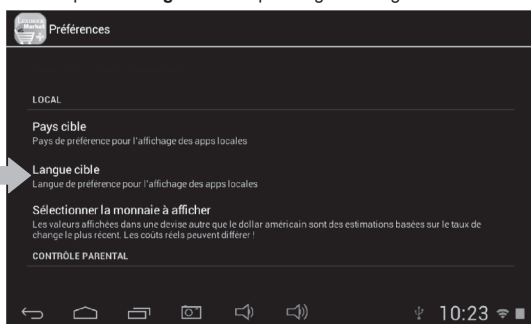 Lexibook
Market
Préférences
LOCAL
Pays cible
Pays de préférence pour l'affichage des apps locales
Langue cible
Langue de préférence pour l'affichage des apps locales
Sélectionner la monnaie à afficher
Les valeurs affichées dans une devise autre que le dollar américain sont des estimations basées sur le taux de
change le plus récent. Les coûts réels peuvent différer !
CONTRÔLE PARENTAL
10:23